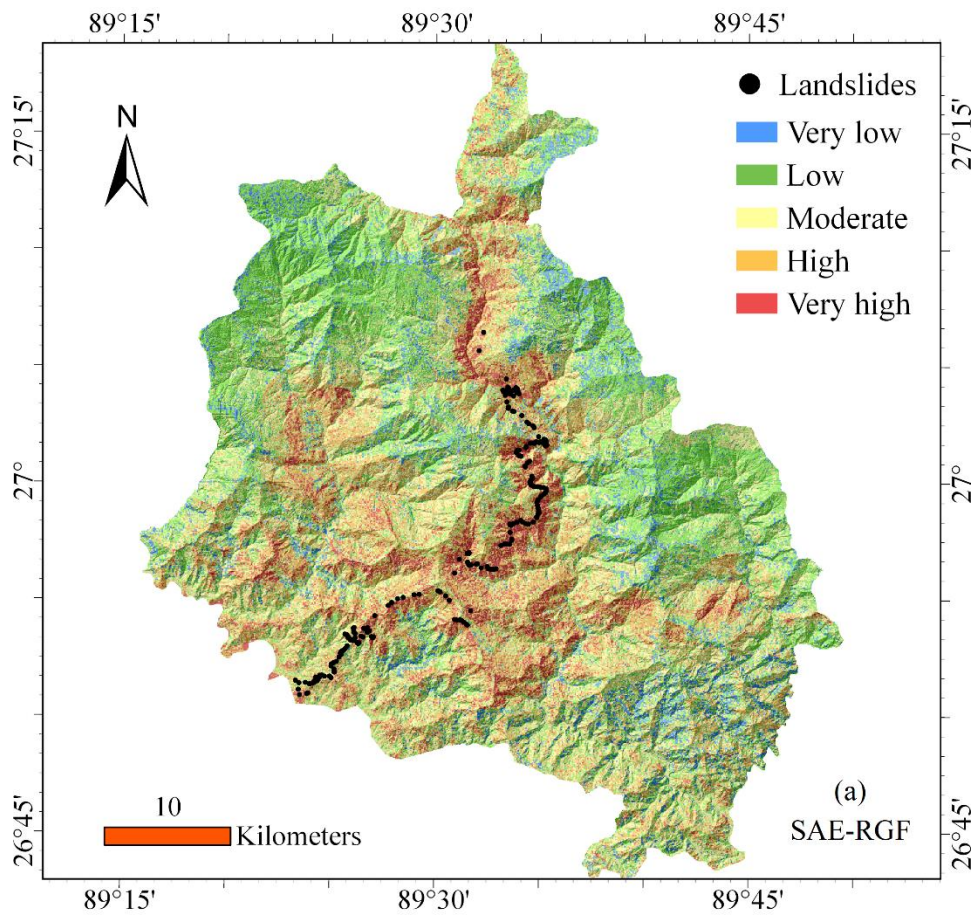 89°15' 89°30' 89°45'
27°15'
27°
26°45'
N
Landslides
Very low
Low
Moderate
High
Very high
27°15'
27°
26°45'
10
Kilometers
(a)
SAE-RGF
89°15' 89°30' 89°45'